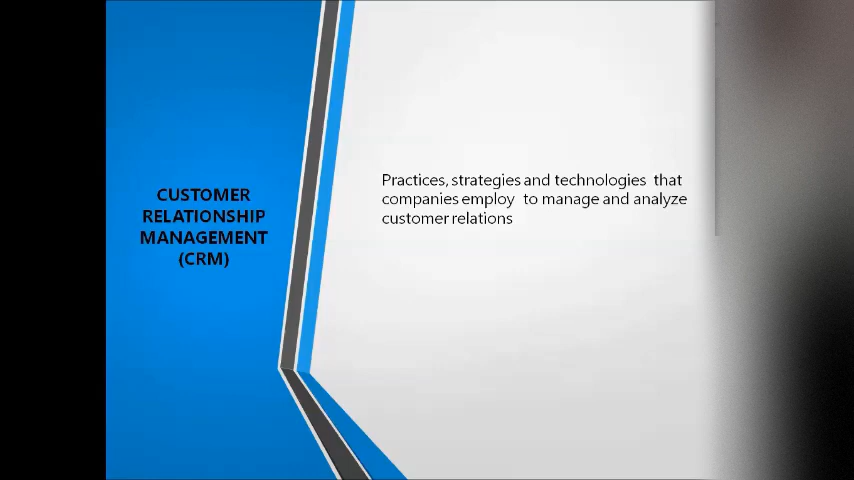 CUSTOMER
RELATIONSHIP
MANAGEMENT
(CRM)
Practices, strategies and technologies that
companies employ to manage and analyze
customer relations